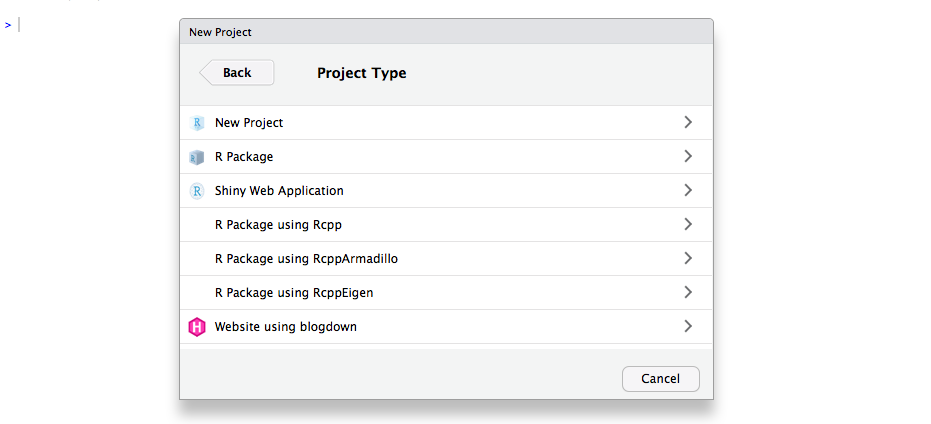 >
New Project
Back
Project Type
R New Project
R R Package
R Shiny Web Application
R Package using Rcpp
R Package using RcppArmadillo
R Package using RcppEigen
H Website using blogdown
Cancel